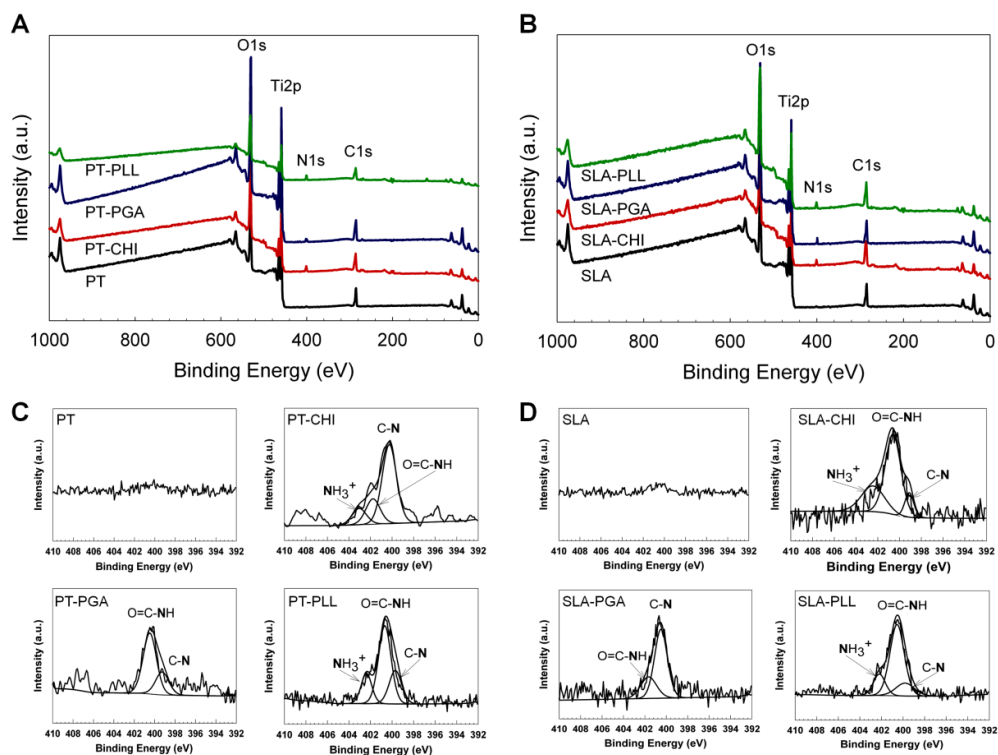 A
O1s
Ti2p
N1s
C1s
PT-PLL
PT-PGA
PT-CHI
PT
Intensity (a.u.)
1000 800 600 400 200 0
Binding Energy (eV)
B
O1s
Ti2p
N1s
C1s
SLA-PLL
SLA-PGA
SLA-CHI
SLA
Intensity (a.u.)
1000 800 600 400 200 0
Binding Energy (eV)
C
PT
Intensity (a.u.)
410 408 406 404 402 400 398 396 394 392
Binding Energy (eV)
PT-CHI
C-N
O=C-NH
NH3+
Intensity (a.u.)
410 408 406 404 402 400 398 396 394 392
Binding Energy (eV)
PT-PGA
O=C-NH
C-N
Intensity (a.u.)
410 408 406 404 402 400 398 396 394 392
Binding Energy (eV)
PT-PLL
O=C-NH
NH3+
C-N
Intensity (a.u.)
410 408 406 404 402 400 398 396 394 392
Binding Energy (eV)
D
SLA
Intensity (a.u.)
410 408 406 404 402 400 398 396 394 392
Binding Energy (eV)
SLA-CHI
O=C-NH
NH3+
C-N
Intensity (a.u.)
410 408 406 404 402 400 398 396 394 392
Binding Energy (eV)
SLA-PGA
C-N
O=C-NH
Intensity (a.u.)
410 408 406 404 402 400 398 396 394 392
Binding Energy (eV)
SLA-PLL
O=C-NH
NH3+
C-N
Intensity (a.u.)
410 408 406 404 402 400 398 396 394 392
Binding Energy (eV)